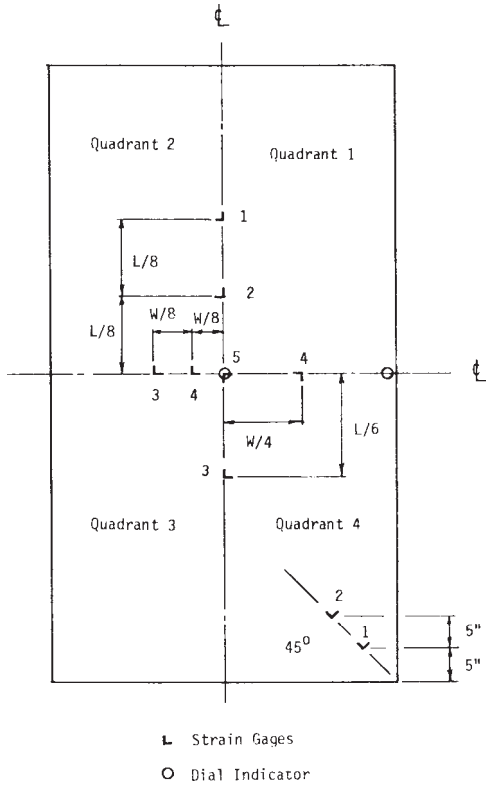 ℄
Quadrant 2
Quadrant 1
1
L/8
2
L/8
W/8
W/8
5
4
℄
3
4
W/4
L/6
3
Quadrant 3
Quadrant 4
2
1
5"
45°
5"
Strain Gages
Dial Indicator